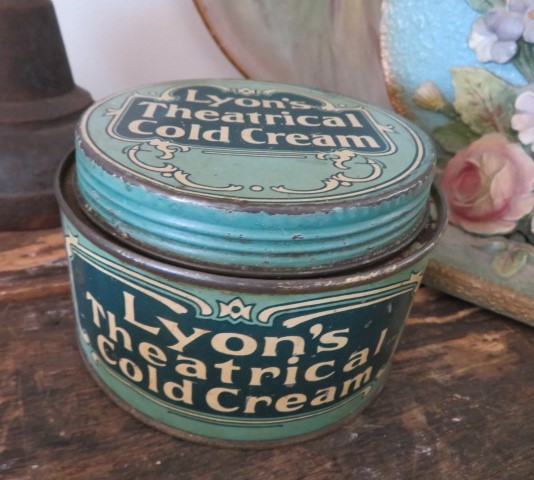 Lyon's
Theatrical
Cold Cream
Lyon's
Theatrical
Cold Cream